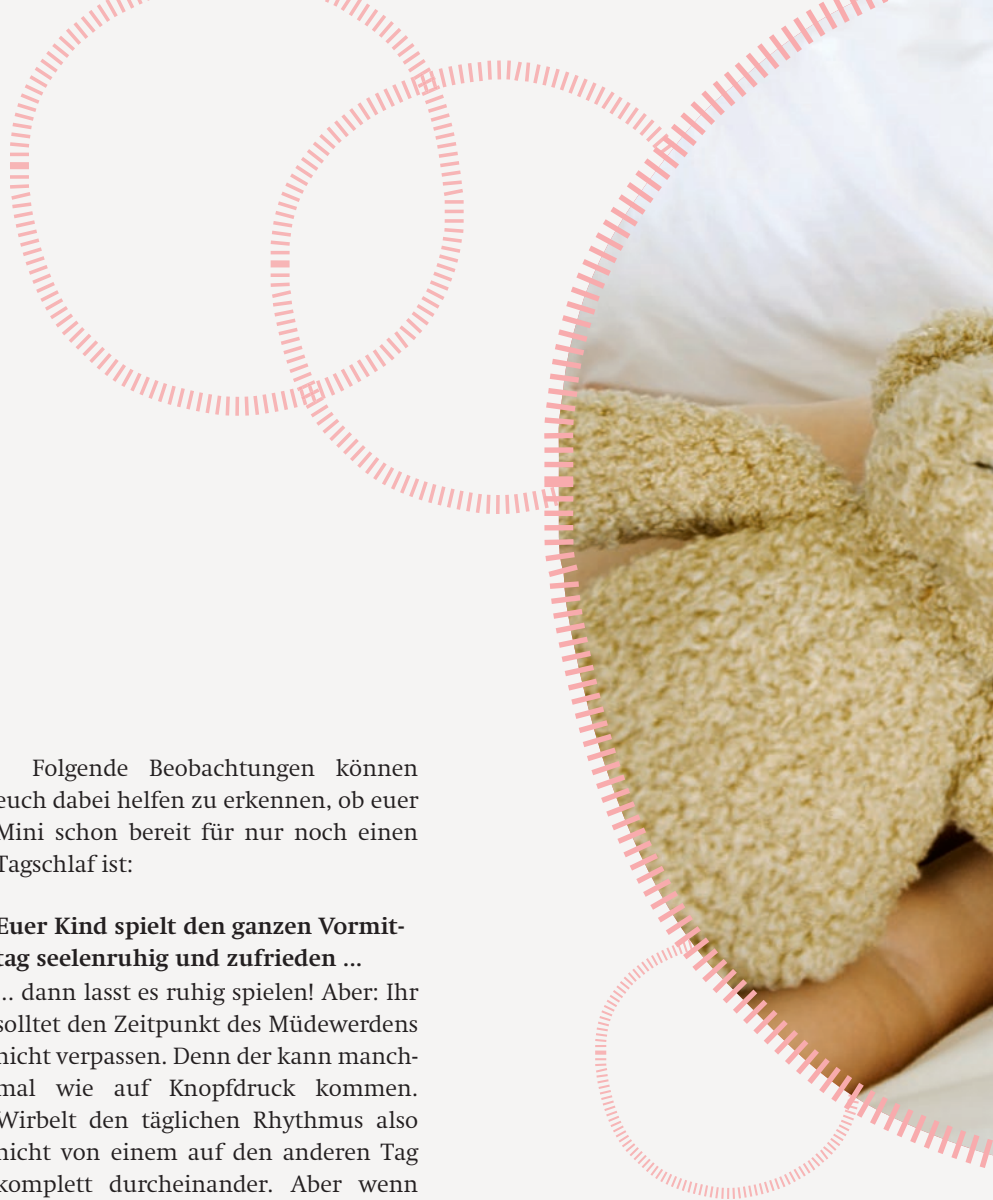 Folgende Beobachtungen können
euch dabei helfen zu erkennen, ob euer
Mini schon bereit für nur noch einen
Tagschlaf ist:
Euer Kind spielt den ganzen Vormit-
tag seelenruhig und zufrieden ...
... dann lasst es ruhig spielen! Aber: Ihr
solltet den Zeitpunkt des Müdewerdens
nicht verpassen. Denn der kann manch-
mal wie auf Knopfdruck kommen.
Wirbelt den täglichen Rhythmus also
nicht von einem auf den anderen Tag
komplett durcheinander. Aber wenn